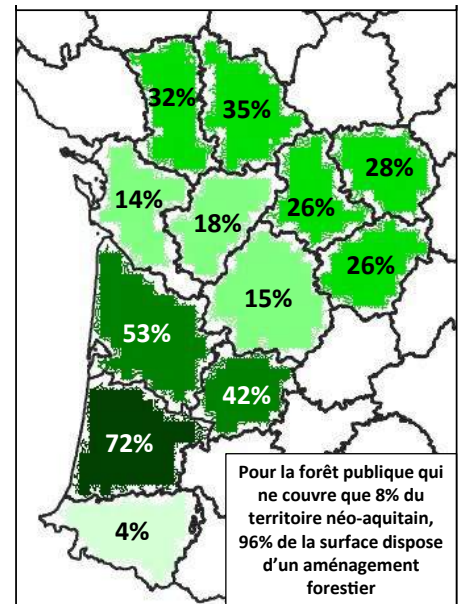 32%
35%
28%
14%
18%
26%
26%
15%
53%
42%
72%
4%
Pour la forêt publique qui
ne couvre que 8% du
territoire néo-aquitain,
96% de la surface dispose
d'un aménagement
forestier